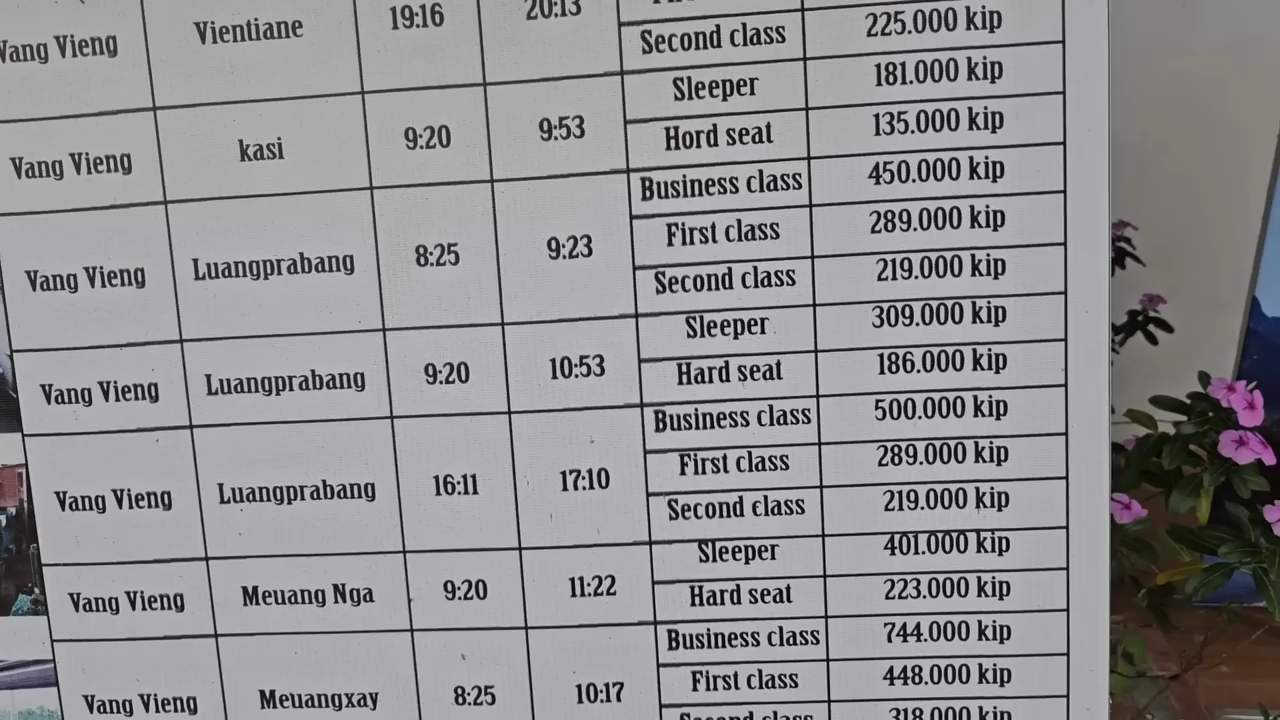 Vang Vieng Vientiane 19:16 20:13
Second class 225.000 kip
Vang Vieng kasi 9:20 9:53
Sleeper 181.000 kip
Hord seat 135.000 kip
Vang Vieng Luangprabang 8:25 9:23
Business class 450.000 kip
First class 289.000 kip
Second class 219.000 kip
Vang Vieng Luangprabang 9:20 10:53
Sleeper 309.000 kip
Hard seat 186.000 kip
Vang Vieng Luangprabang 16:11 17:10
Business class 500.000 kip
First class 289.000 kip
Second class 219.000 kip
Vang Vieng Meuang Nga 9:20 11:22
Sleeper 401.000 kip
Hard seat 223.000 kip
Vang Vieng Meuangxay 8:25 10:17
Business class 744.000 kip
First class 448.000 kip
Second class 318.000 kip